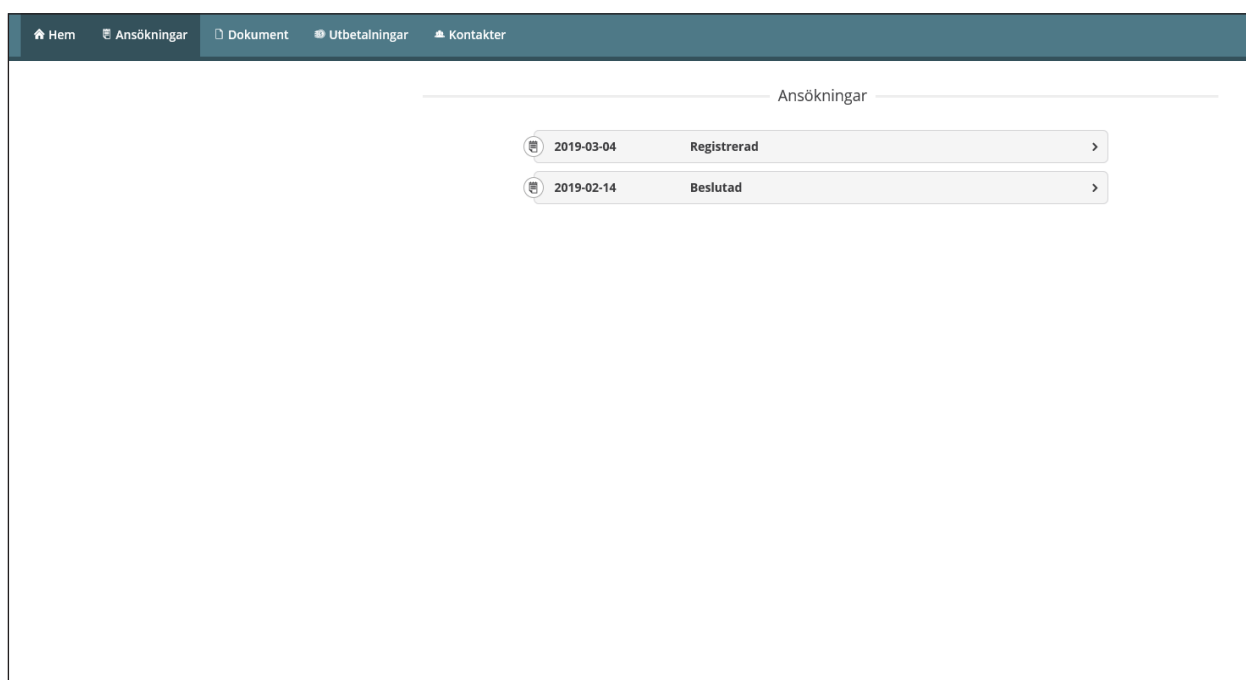 Hem Ansökningar Dokument Utbetalningar Kontakter
Ansökningar
2019-03-04 Registrerad
2019-02-14 Beslutad